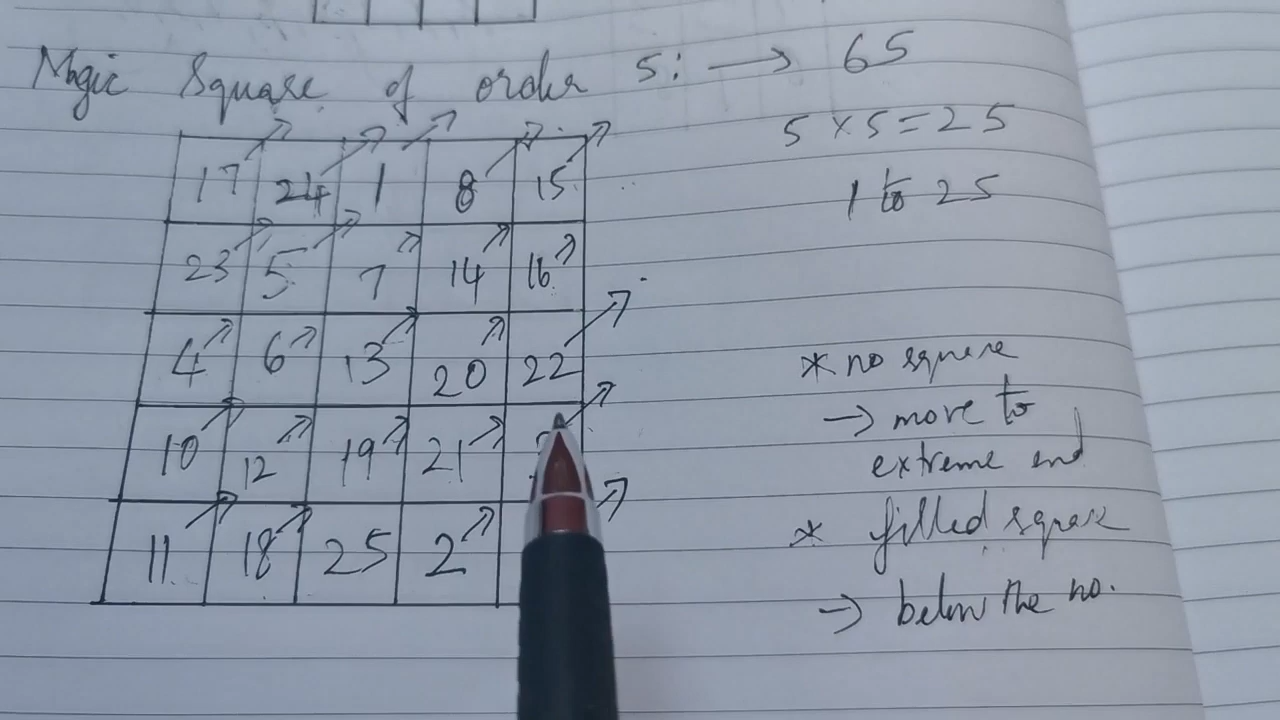 Magic Square of order 5: → 65
5 × 5 = 25
1 to 25
17 24 1 8 15
23 5 7 14 16
4 6 13 20 22
10 12 19 21
11 18 25 2
* no square
→ move to
extreme end
* filled square
→ below the no.